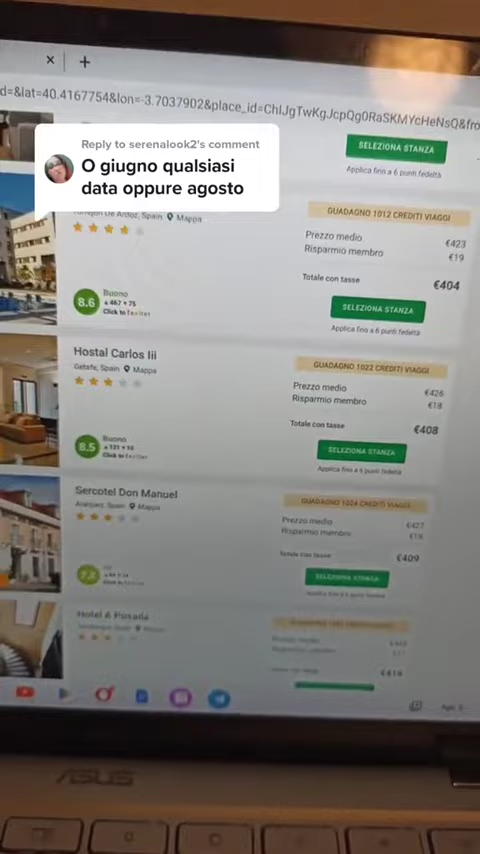 d=&lat=40.4167754&lon=-3.7037902&place_id=ChIJgTwKgJcpQg0RaSKMYcHeNsQ&fro
SELEZIONA STANZA
Applica fino a 6 punti fedeltà
Reply to serenalook2's comment
O giugno qualsiasi
data oppure agosto
Torrejon De Ardoz, Spain Mappa
GUADAGNO 1012 CREDITI VIAGGI
Prezzo medio €423
Risparmio membro €19
Totale con tasse €404
8.6 Buono
SELEZIONA STANZA
Applica fino a 6 punti fedeltà
Hostal Carlos Iii
Getafe, Spain Mappa
GUADAGNO 1022 CREDITI VIAGGI
Prezzo medio €426
Risparmio membro €18
Totale con tasse €408
8.5 Buono
SELEZIONA STANZA
Applica fino a 6 punti fedeltà
Sercotel Don Manuel
Aranjuez, Spain Mappa
GUADAGNO 1024 CREDITI VIAGGI
Prezzo medio €427
Risparmio membro
Totale con tasse €409
SELEZIONA STANZA
Hotel A Posada
ASUS